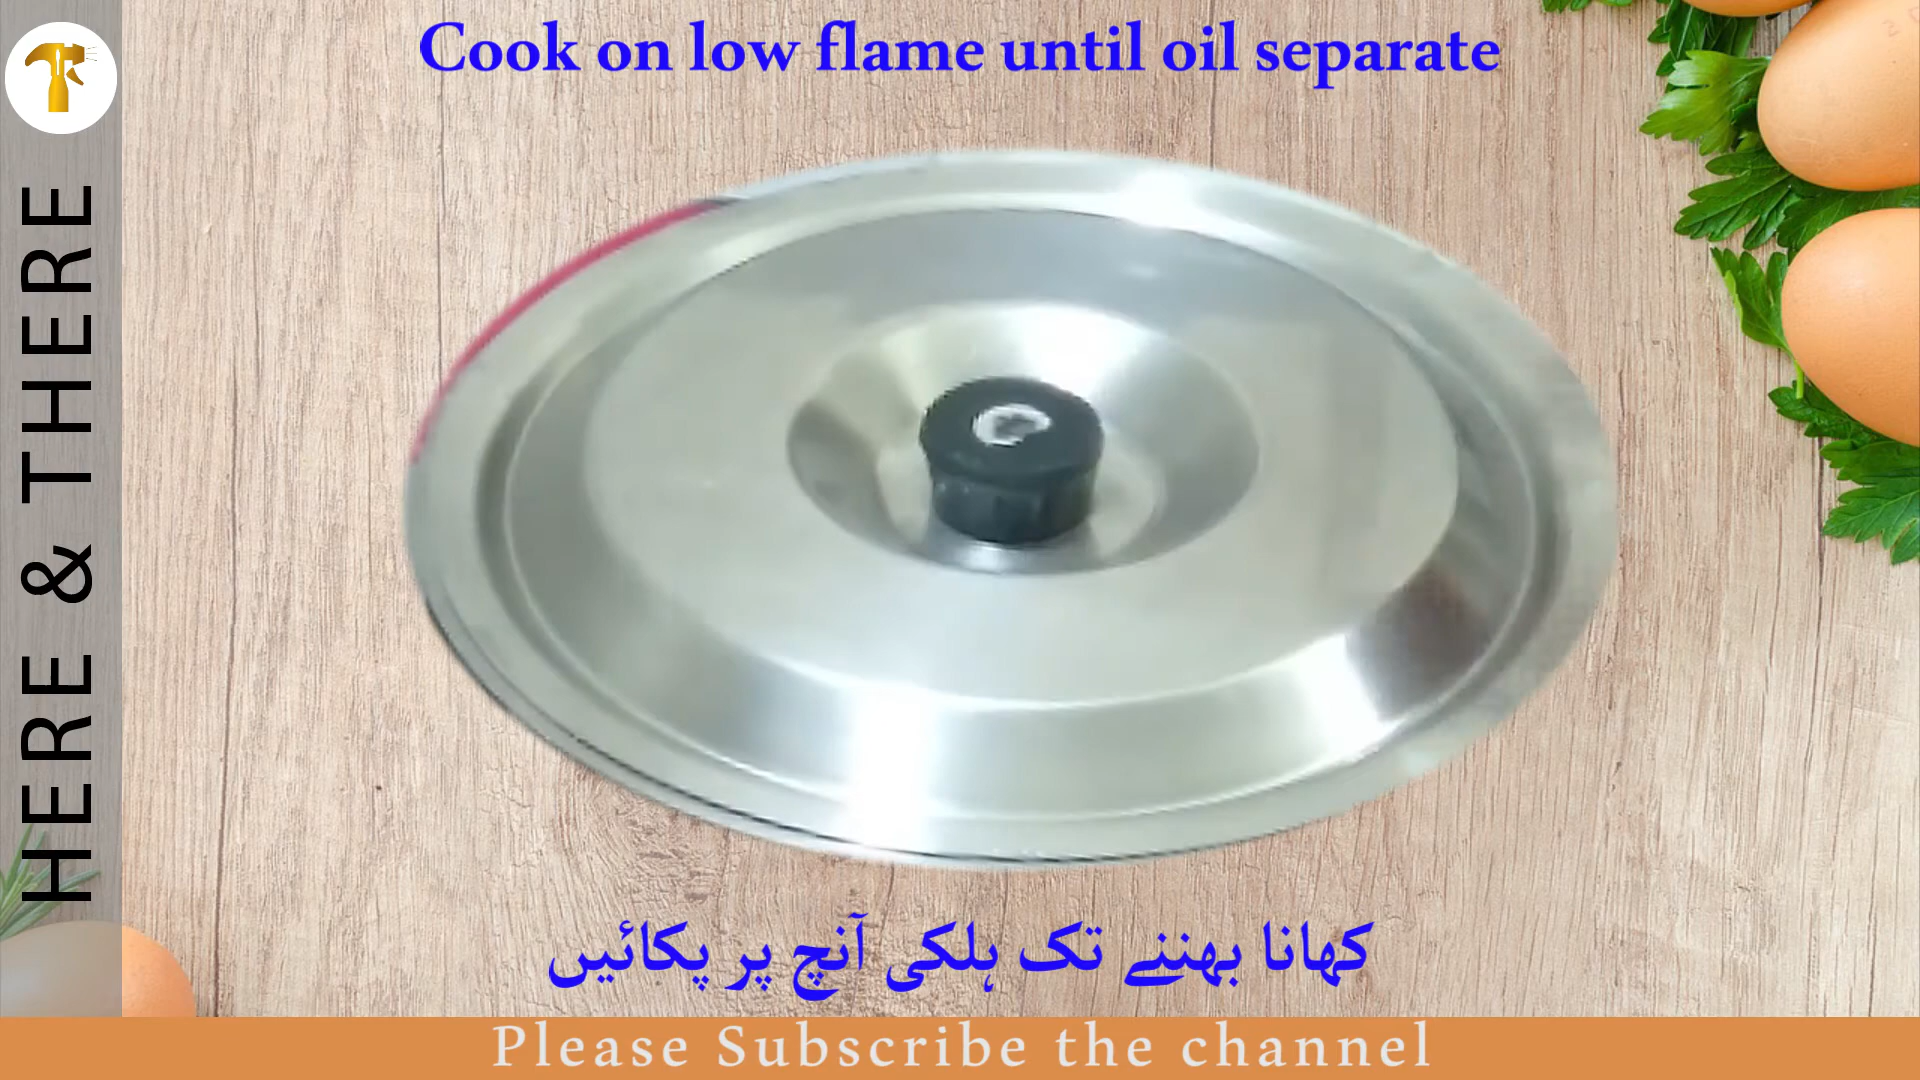 Cook on low flame until oil separate
HERE & THERE
کھانا بھننے تک ہلکی آنچ پر پکائیں
Please Subscribe the channel